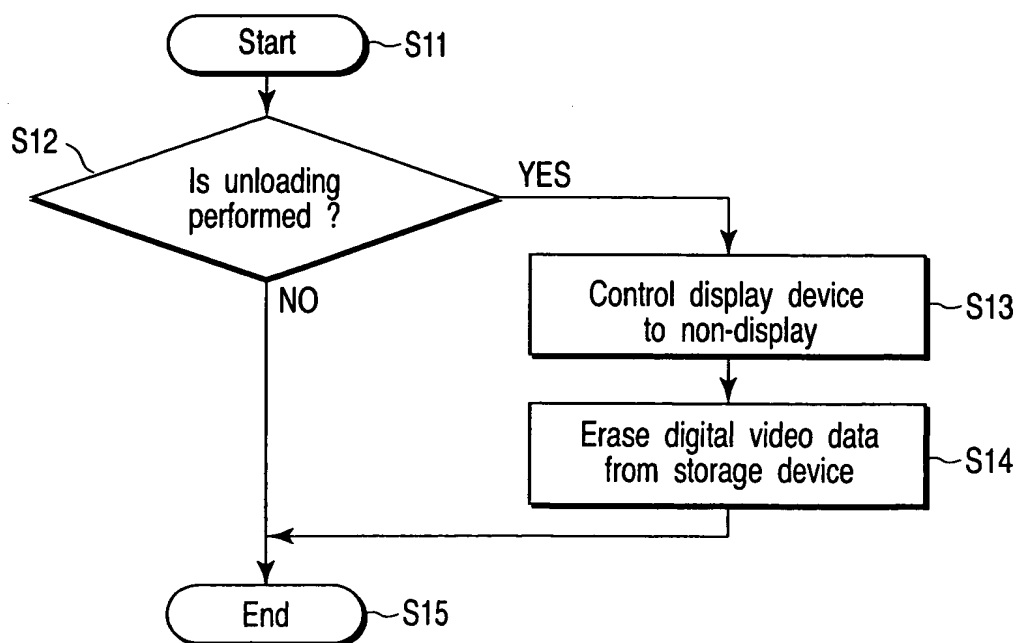 Start
S11
S12
Is unloading
performed ?
YES
NO
Control display device
to non-display
S13
Erase digital video data
from storage device
S14
End
S15